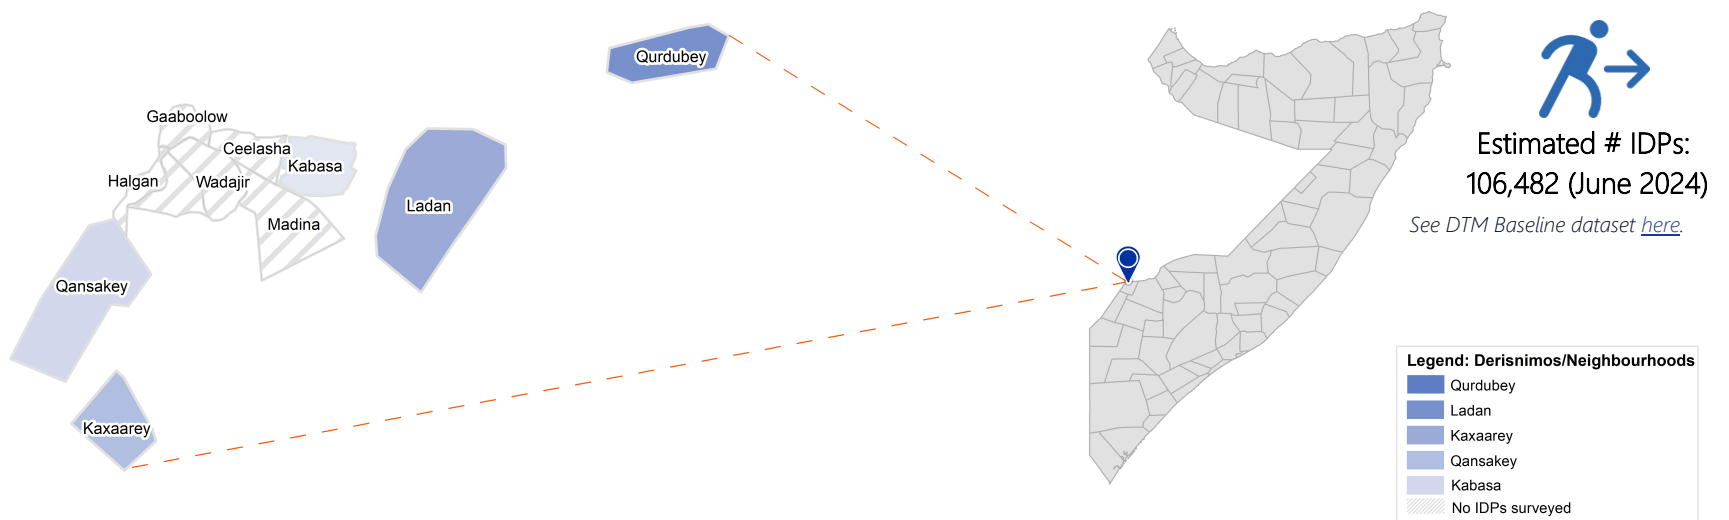 Qurdubey
Gaaboolow
Ceelasha
Kabasa
Halgan
Wadajir
Ladan
Madina
Qansakey
Kaxaarey
Estimated # IDPs:
106,482 (June 2024)
See DTM Baseline dataset here.
Legend: Derisnimos/Neighbourhoods
Qurdubey
Ladan
Kaxaarey
Qansakey
Kabasa
No IDPs surveyed